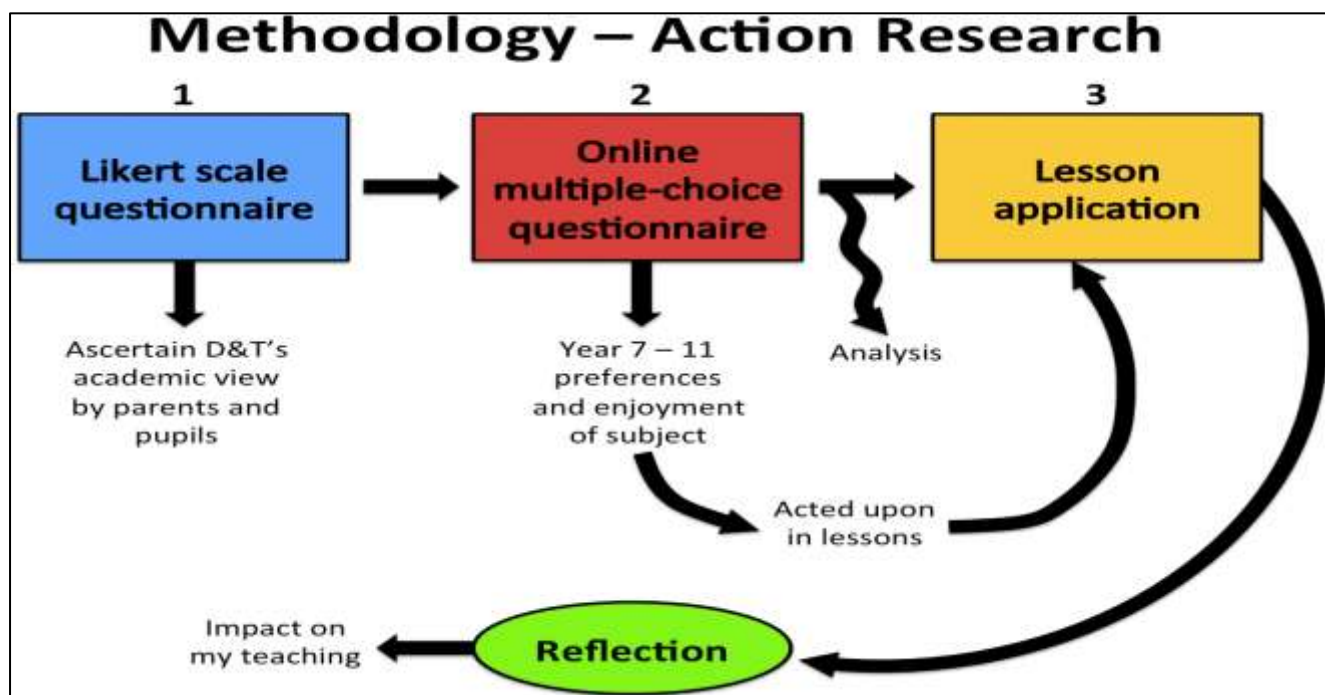 Methodology – Action Research
1
Likert scale
questionnaire
2
Online
multiple-choice
questionnaire
3
Lesson
application
Ascertain D&T's
academic view
by parents and
pupils
Year 7 – 11
preferences
and enjoyment
of subject
Analysis
Acted upon
in lessons
Reflection
Impact on
my teaching